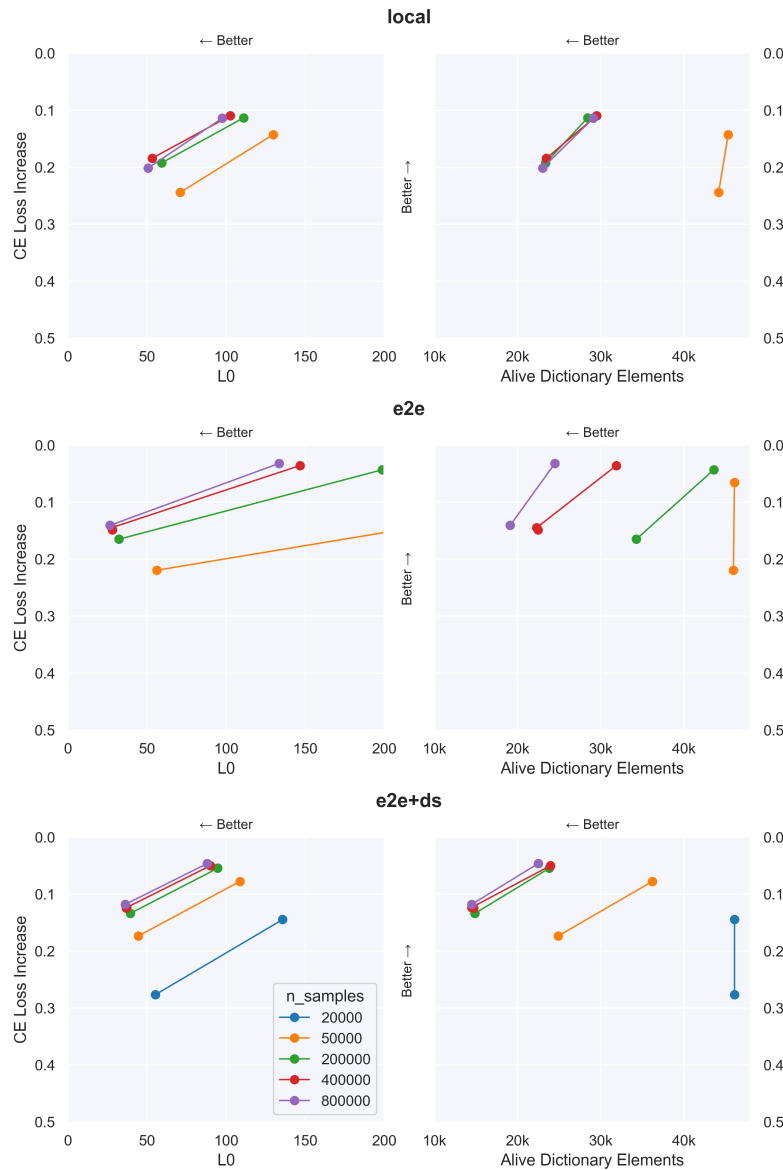 local
← Better
← Better
0.0
0.1
0.2
0.3
0.4
0.5
CE Loss Increase
0
50
100
150
200
L0
Better →
10k
20k
30k
40k
Alive Dictionary Elements
0.0
0.1
0.2
0.3
0.4
0.5
e2e
← Better
← Better
0.0
0.1
0.2
0.3
0.4
0.5
CE Loss Increase
0
50
100
150
200
L0
Better →
10k
20k
30k
40k
Alive Dictionary Elements
0.0
0.1
0.2
0.3
0.4
0.5
e2e+ds
← Better
← Better
0.0
0.1
0.2
0.3
0.4
0.5
CE Loss Increase
n_samples
20000
50000
200000
400000
800000
0
50
100
150
200
L0
Better →
10k
20k
30k
40k
Alive Dictionary Elements
0.0
0.1
0.2
0.3
0.4
0.5